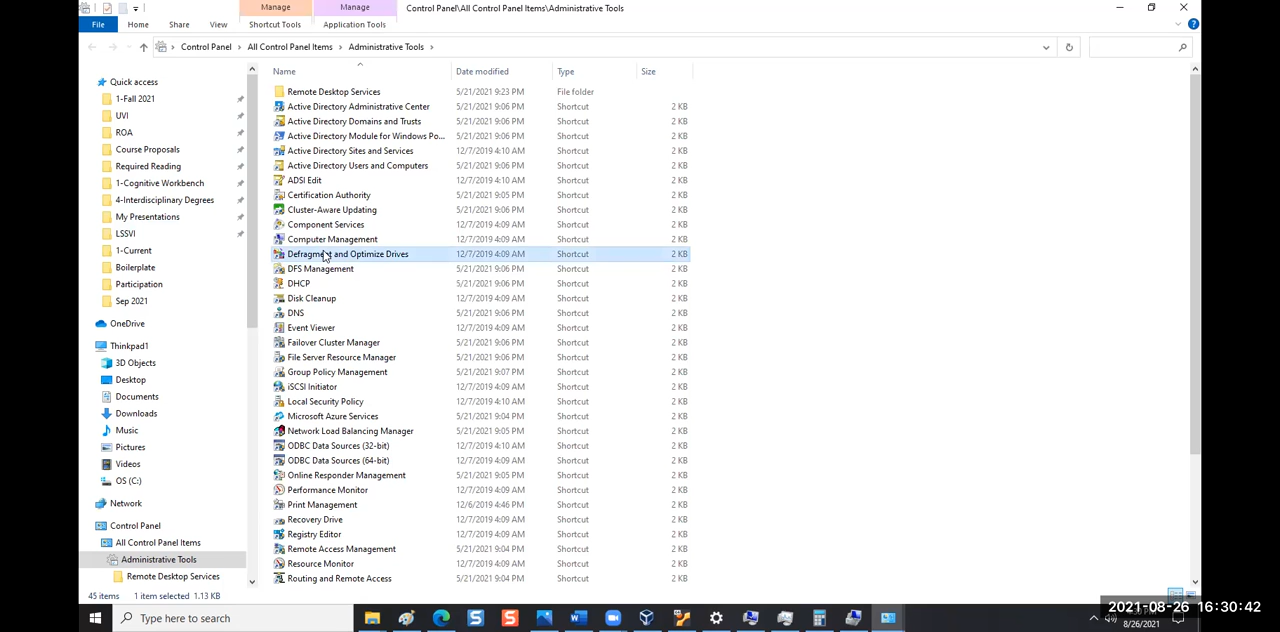 Manage
Manage
Control Panel\All Control Panel Items\Administrative Tools
File
Home
Share
View
Shortcut Tools
Application Tools
Control Panel
All Control Panel Items
Administrative Tools
Name
Date modified
Type
Size
Quick access
1-Fall 2021
UVI
ROA
Course Proposals
Required Reading
1-Cognitive Workbench
4-Interdisciplinary Degrees
My Presentations
LSSVI
1-Current
Boilerplate
Participation
Sep 2021
OneDrive
Thinkpad1
3D Objects
Desktop
Documents
Downloads
Music
Pictures
Videos
OS (C:)
Network
Control Panel
All Control Panel Items
Administrative Tools
Remote Desktop Services
Remote Desktop Services 5/21/2021 9:23 PM File folder
Active Directory Administrative Center 5/21/2021 9:06 PM Shortcut 2 KB
Active Directory Domains and Trusts 5/21/2021 9:06 PM Shortcut 2 KB
Active Directory Module for Windows Po... 5/21/2021 9:06 PM Shortcut 2 KB
Active Directory Sites and Services 12/7/2019 4:10 AM Shortcut 2 KB
Active Directory Users and Computers 5/21/2021 9:06 PM Shortcut 2 KB
ADSI Edit 12/7/2019 4:10 AM Shortcut 2 KB
Certification Authority 5/21/2021 9:05 PM Shortcut 2 KB
Cluster-Aware Updating 5/21/2021 9:06 PM Shortcut 2 KB
Component Services 12/7/2019 4:09 AM Shortcut 2 KB
Computer Management 12/7/2019 4:09 AM Shortcut 2 KB
Defragment and Optimize Drives 12/7/2019 4:09 AM Shortcut 2 KB
DFS Management 5/21/2021 9:06 PM Shortcut 2 KB
DHCP 5/21/2021 9:06 PM Shortcut 2 KB
Disk Cleanup 12/7/2019 4:09 AM Shortcut 2 KB
DNS 5/21/2021 9:06 PM Shortcut 2 KB
Event Viewer 12/7/2019 4:09 AM Shortcut 2 KB
Failover Cluster Manager 5/21/2021 9:06 PM Shortcut 2 KB
File Server Resource Manager 5/21/2021 9:06 PM Shortcut 2 KB
Group Policy Management 5/21/2021 9:07 PM Shortcut 2 KB
iSCSI Initiator 12/7/2019 4:09 AM Shortcut 2 KB
Local Security Policy 12/7/2019 4:10 AM Shortcut 2 KB
Microsoft Azure Services 5/21/2021 9:04 PM Shortcut 2 KB
Network Load Balancing Manager 5/21/2021 9:05 PM Shortcut 2 KB
ODBC Data Sources (32-bit) 12/7/2019 4:10 AM Shortcut 2 KB
ODBC Data Sources (64-bit) 12/7/2019 4:09 AM Shortcut 2 KB
Online Responder Management 5/21/2021 9:05 PM Shortcut 2 KB
Performance Monitor 12/7/2019 4:09 AM Shortcut 2 KB
Print Management 12/6/2019 4:46 PM Shortcut 2 KB
Recovery Drive 12/7/2019 4:09 AM Shortcut 2 KB
Registry Editor 12/7/2019 4:09 AM Shortcut 2 KB
Remote Access Management 5/21/2021 9:04 PM Shortcut 2 KB
Resource Monitor 12/7/2019 4:09 AM Shortcut 2 KB
Routing and Remote Access 5/21/2021 9:04 PM Shortcut 2 KB
45 items
1 item selected 1.13 KB
Type here to search
2021-08-26 16:30:42
8/26/2021